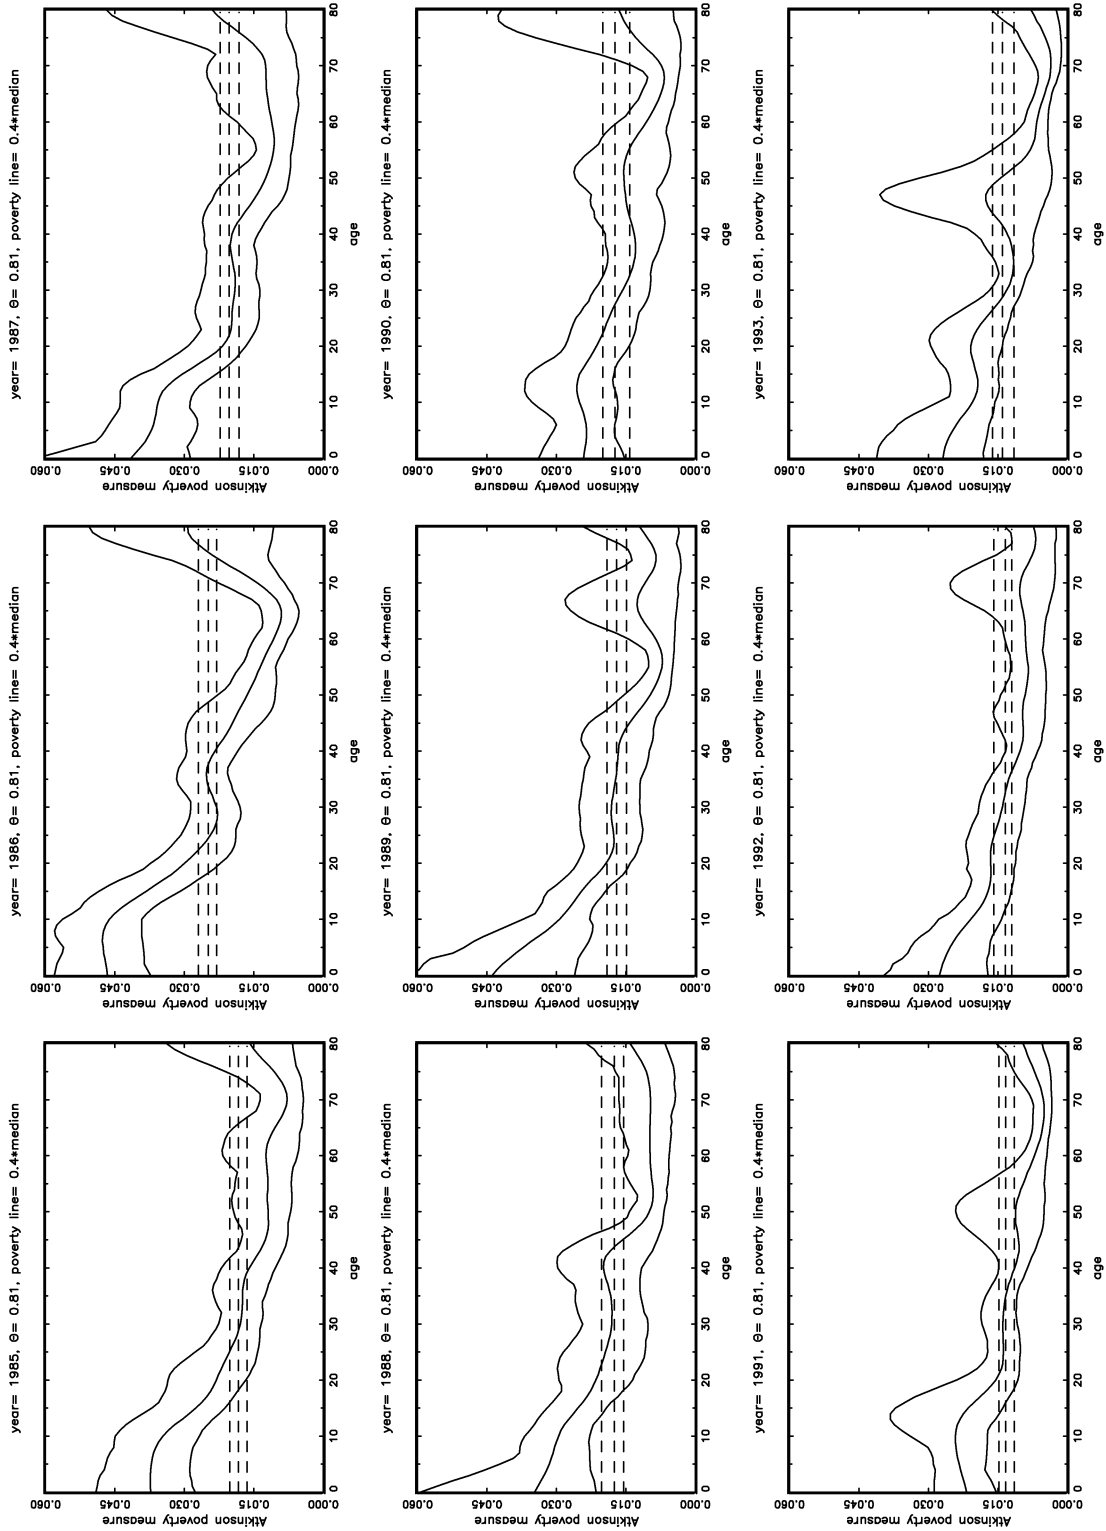 year= 1985, Θ= 0.81, poverty line= 0.4*median
Atkinson poverty measure
0.060
0.045
0.030
0.015
0.000
0 10 20 30 40 50 60 70 80
age
year= 1986, Θ= 0.81, poverty line= 0.4*median
Atkinson poverty measure
0.060
0.045
0.030
0.015
0.000
0 10 20 30 40 50 60 70 80
age
year= 1987, Θ= 0.81, poverty line= 0.4*median
Atkinson poverty measure
0.060
0.045
0.030
0.015
0.000
0 10 20 30 40 50 60 70 80
age
year= 1988, Θ= 0.81, poverty line= 0.4*median
Atkinson poverty measure
0.060
0.045
0.030
0.015
0.000
0 10 20 30 40 50 60 70 80
age
year= 1989, Θ= 0.81, poverty line= 0.4*median
Atkinson poverty measure
0.060
0.045
0.030
0.015
0.000
0 10 20 30 40 50 60 70 80
age
year= 1990, Θ= 0.81, poverty line= 0.4*median
Atkinson poverty measure
0.060
0.045
0.030
0.015
0.000
0 10 20 30 40 50 60 70 80
age
year= 1991, Θ= 0.81, poverty line= 0.4*median
Atkinson poverty measure
0.060
0.045
0.030
0.015
0.000
0 10 20 30 40 50 60 70 80
age
year= 1992, Θ= 0.81, poverty line= 0.4*median
Atkinson poverty measure
0.060
0.045
0.030
0.015
0.000
0 10 20 30 40 50 60 70 80
age
year= 1993, Θ= 0.81, poverty line= 0.4*median
Atkinson poverty measure
0.060
0.045
0.030
0.015
0.000
0 10 20 30 40 50 60 70 80
age